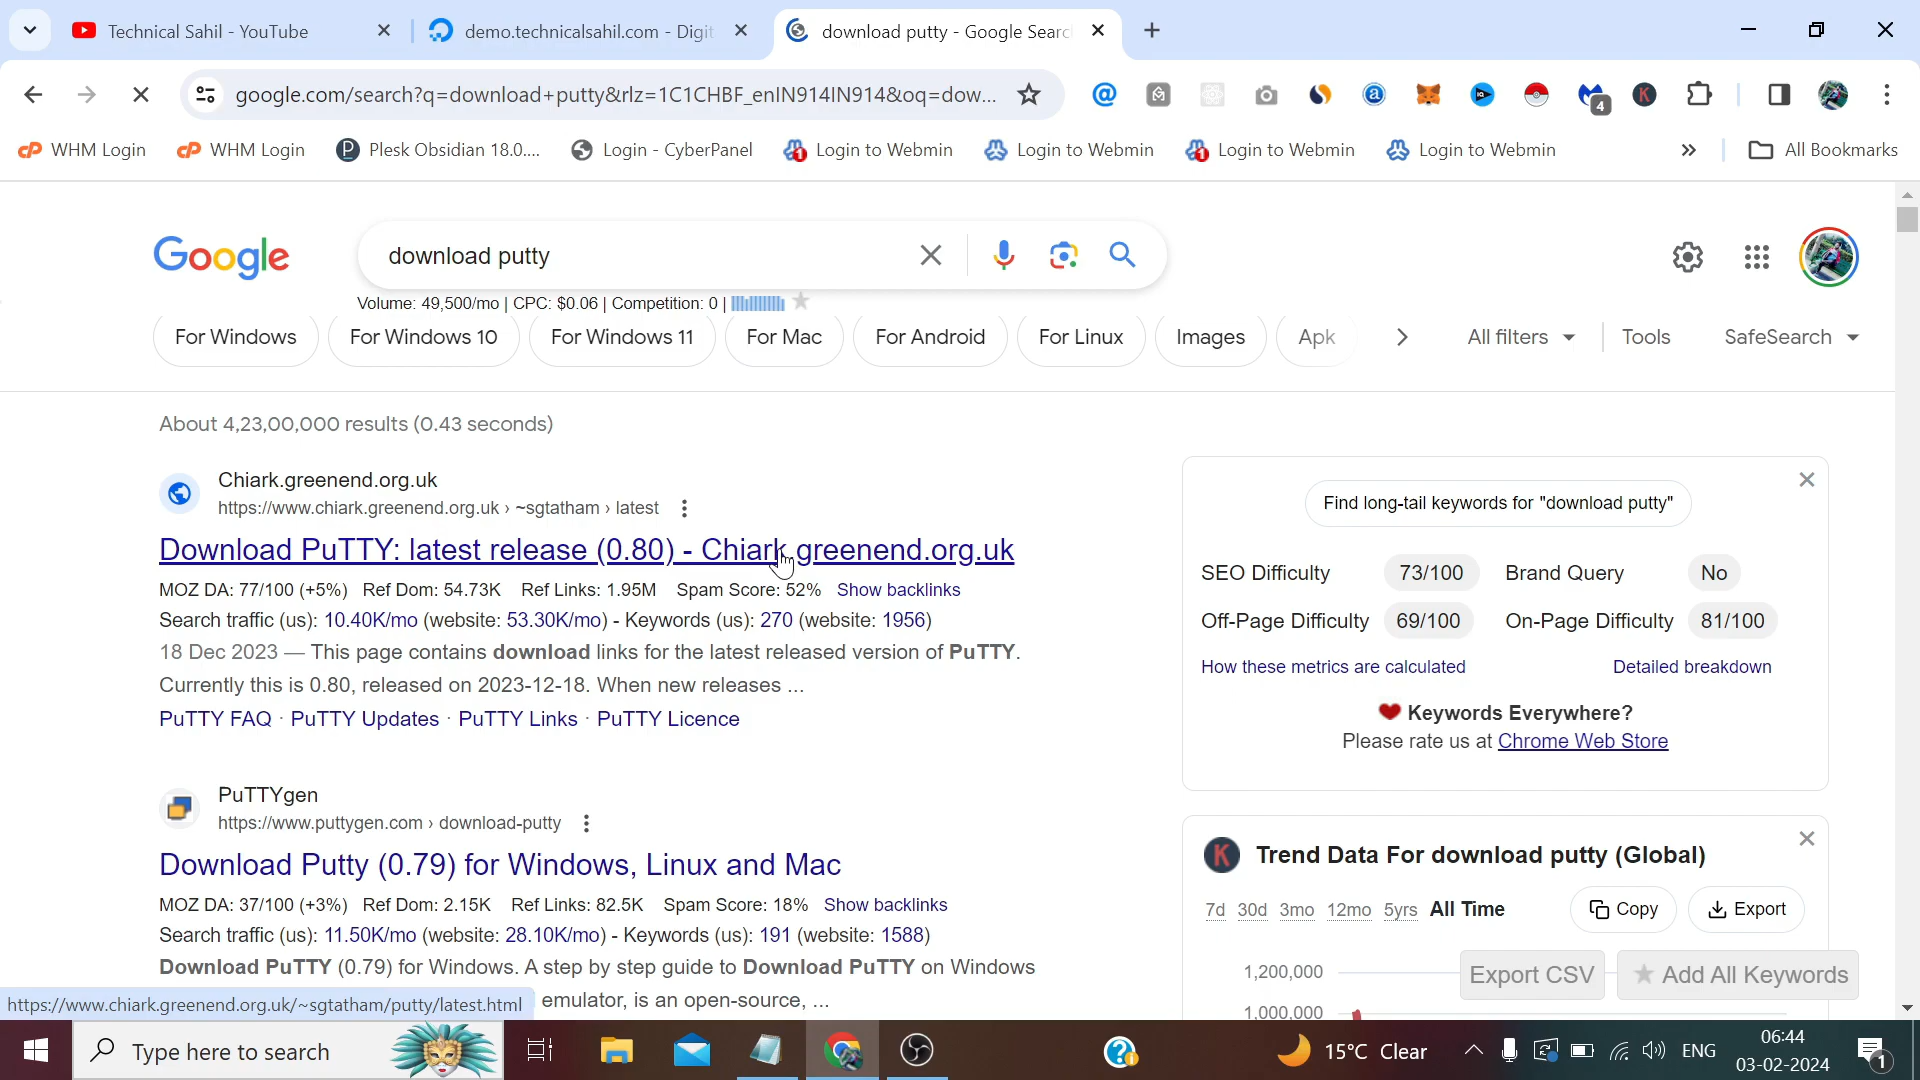 Technical Sahil - YouTube
demo.technicalsahil.com - Digit
download putty - Google Searc
google.com/search?q=download+putty&rlz=1C1CHBF_enIN914IN914&oq=dow...
4
WHM Login
WHM Login
Plesk Obsidian 18.0....
Login - CyberPanel
Login to Webmin
Login to Webmin
Login to Webmin
Login to Webmin
All Bookmarks
Google
download putty
Volume: 49,500/mo | CPC: $0.06 | Competition: 0 |
For Windows
For Windows 10
For Windows 11
For Mac
For Android
For Linux
Images
Apk
All filters
Tools
SafeSearch
About 4,23,00,000 results (0.43 seconds)
Chiark.greenend.org.uk
https://www.chiark.greenend.org.uk › ~sgtatham › latest
Download PuTTY: latest release (0.80) - Chiark.greenend.org.uk
MOZ DA: 77/100 (+5%) Ref Dom: 54.73K Ref Links: 1.95M Spam Score: 52% Show backlinks
Search traffic (us): 10.40K/mo (website: 53.30K/mo) - Keywords (us): 270 (website: 1956)
18 Dec 2023 — This page contains download links for the latest released version of PuTTY.
Currently this is 0.80, released on 2023-12-18. When new releases ...
PuTTY FAQ · PuTTY Updates · PuTTY Links · PuTTY Licence
PuTTYgen
https://www.puttygen.com › download-putty
Download Putty (0.79) for Windows, Linux and Mac
MOZ DA: 37/100 (+3%) Ref Dom: 2.15K Ref Links: 82.5K Spam Score: 18% Show backlinks
Search traffic (us): 11.50K/mo (website: 28.10K/mo) - Keywords (us): 191 (website: 1588)
Download PuTTY (0.79) for Windows. A step by step guide to Download PuTTY on Windows
emulator, is an open-source, ...
https://www.chiark.greenend.org.uk/~sgtatham/putty/latest.html
Find long-tail keywords for "download putty"
SEO Difficulty 73/100 Brand Query No
Off-Page Difficulty 69/100 On-Page Difficulty 81/100
How these metrics are calculated
Detailed breakdown
Keywords Everywhere?
Please rate us at Chrome Web Store
K
Trend Data For download putty (Global)
7d 30d 3mo 12mo 5yrs All Time
Copy
Export
1,200,000
1,000,000
Export CSV
Add All Keywords
Type here to search
15°C Clear
ENG
06:44
03-02-2024
1